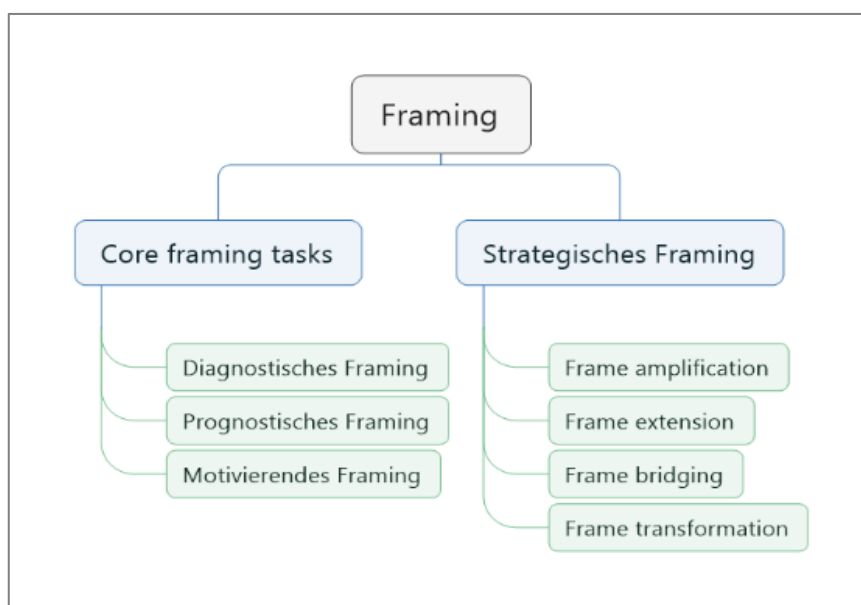 Framing
Core framing tasks
Diagnostisches Framing
Prognostisches Framing
Motivierendes Framing
Strategisches Framing
Frame amplification
Frame extension
Frame bridging
Frame transformation